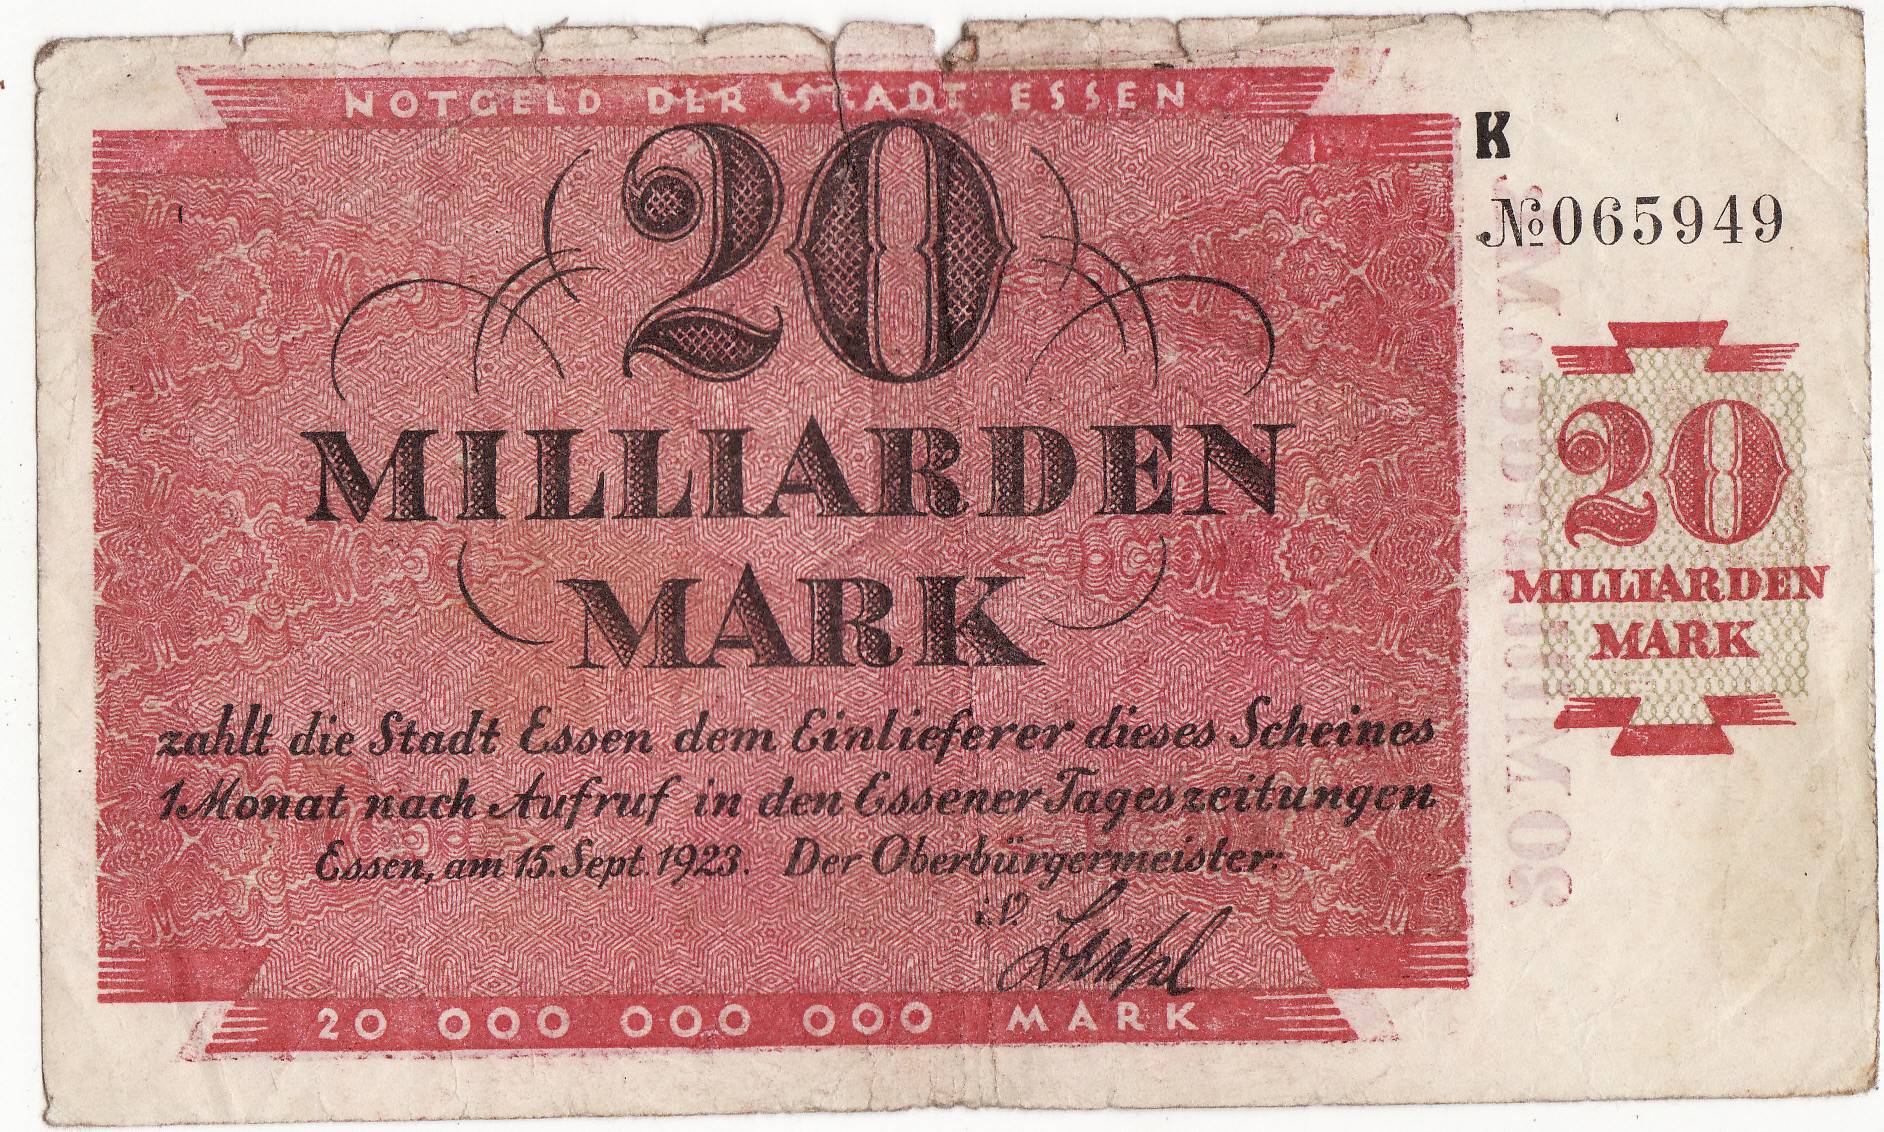 NOTGELD DER STADT ESSEN
20
MILLIARDEN
MARK
zahlt die Stadt Essen dem Einlieferer dieses Scheines
1 Monat nach Aufruf in den Essener Tageszeitungen
Essen, am 15. Sept. 1923. Der Oberbürgermeister:
i.V.
20 000 000 000 MARK
K
№065949
20
MILLIARDEN
MARK